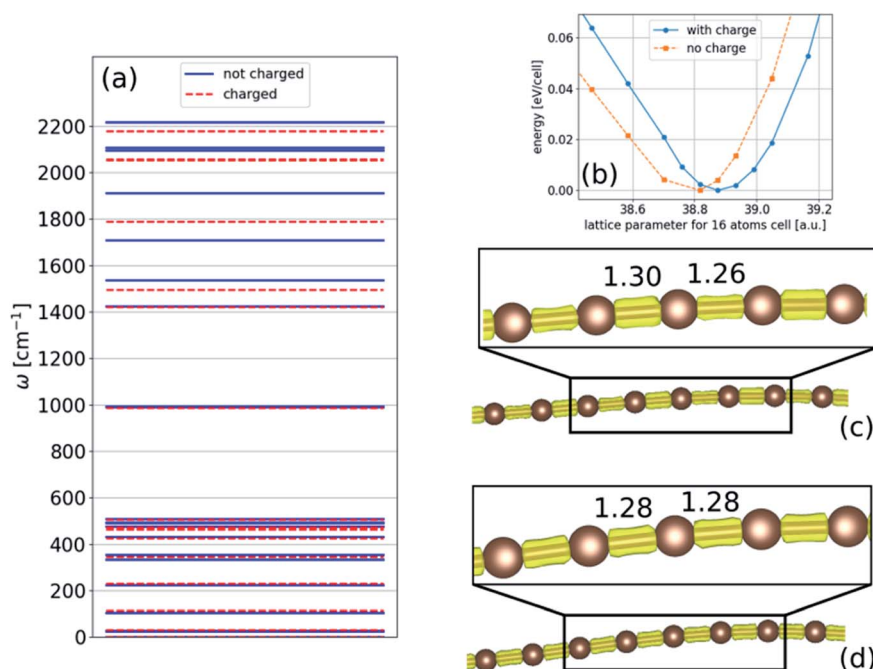 (a)
not charged
charged
2200
2000
1800
1600
1400
1200
1000
800
600
400
200
0
ω [cm⁻¹]
with charge
no charge
0.06
0.04
0.02
0.00
energy [eV/cell]
(b)
38.6 38.8 39.0 39.2
lattice parameter for 16 atoms cell [a.u.]
1.30 1.26
(c)
1.28 1.28
(d)